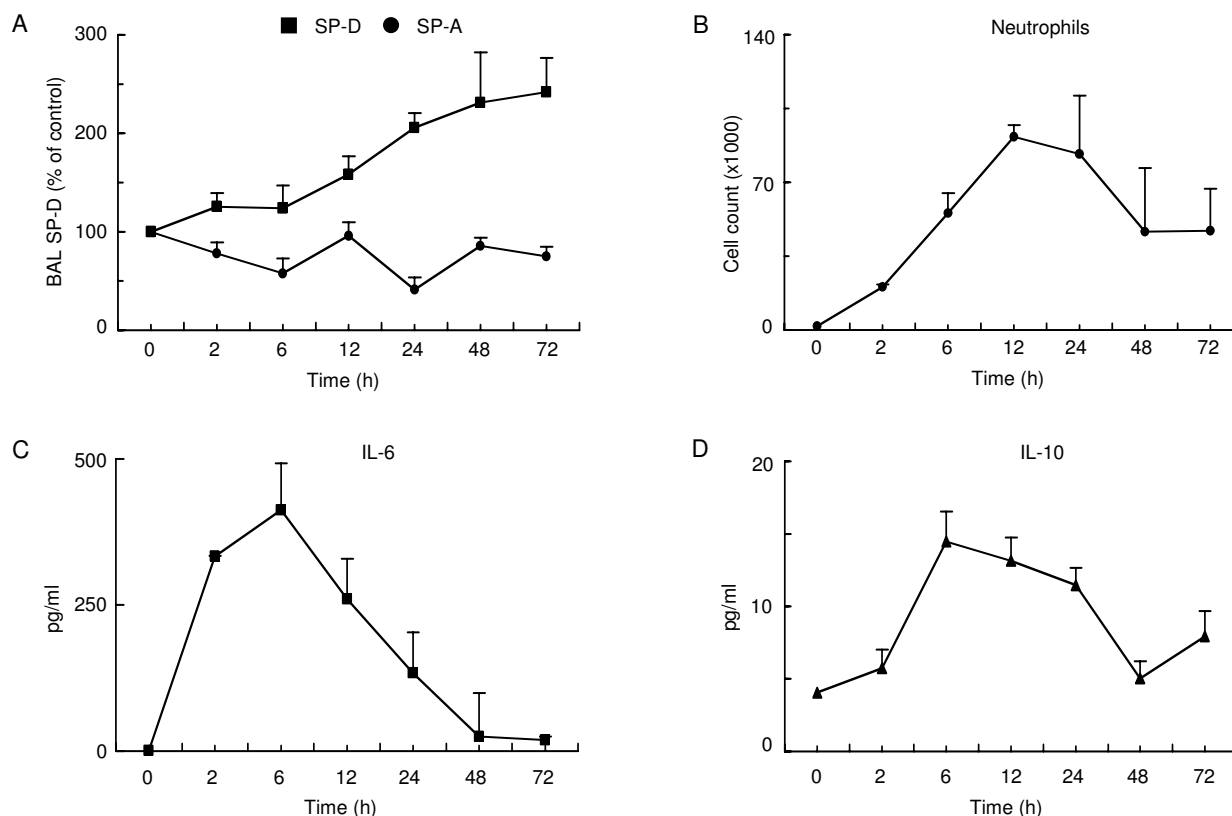 A
■ SP-D ● SP-A
BAL SP-D (% of control)
300
200
100
0
0 2 6 12 24 48 72
Time (h)
B
Neutrophils
Cell count (x1000)
140
70
0
0 2 6 12 24 48 72
Time (h)
C
IL-6
pg/ml
500
250
0
0 2 6 12 24 48 72
Time (h)
D
IL-10
pg/ml
20
10
0
0 2 6 12 24 48 72
Time (h)